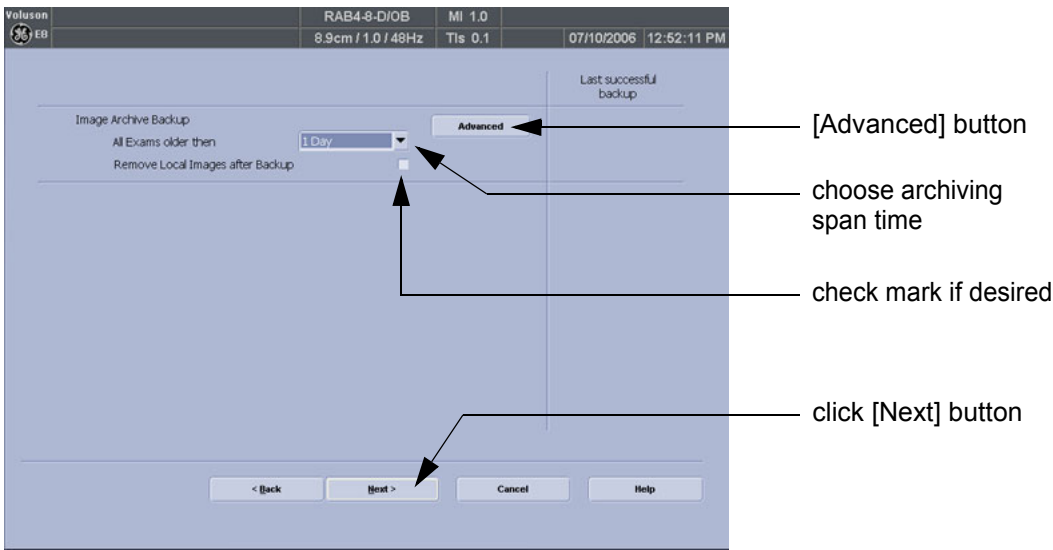 Voluson RAB4-8-D/OB MI 1.0
E8 8.9cm / 1.0 / 48Hz TIs 0.1 07/10/2006 12:52:11 PM
Last successful
backup
Image Archive Backup Advanced [Advanced] button
All Exams older then 1 Day
Remove Local Images after Backup
choose archiving
span time
check mark if desired
click [Next] button
< Back Next > Cancel Help